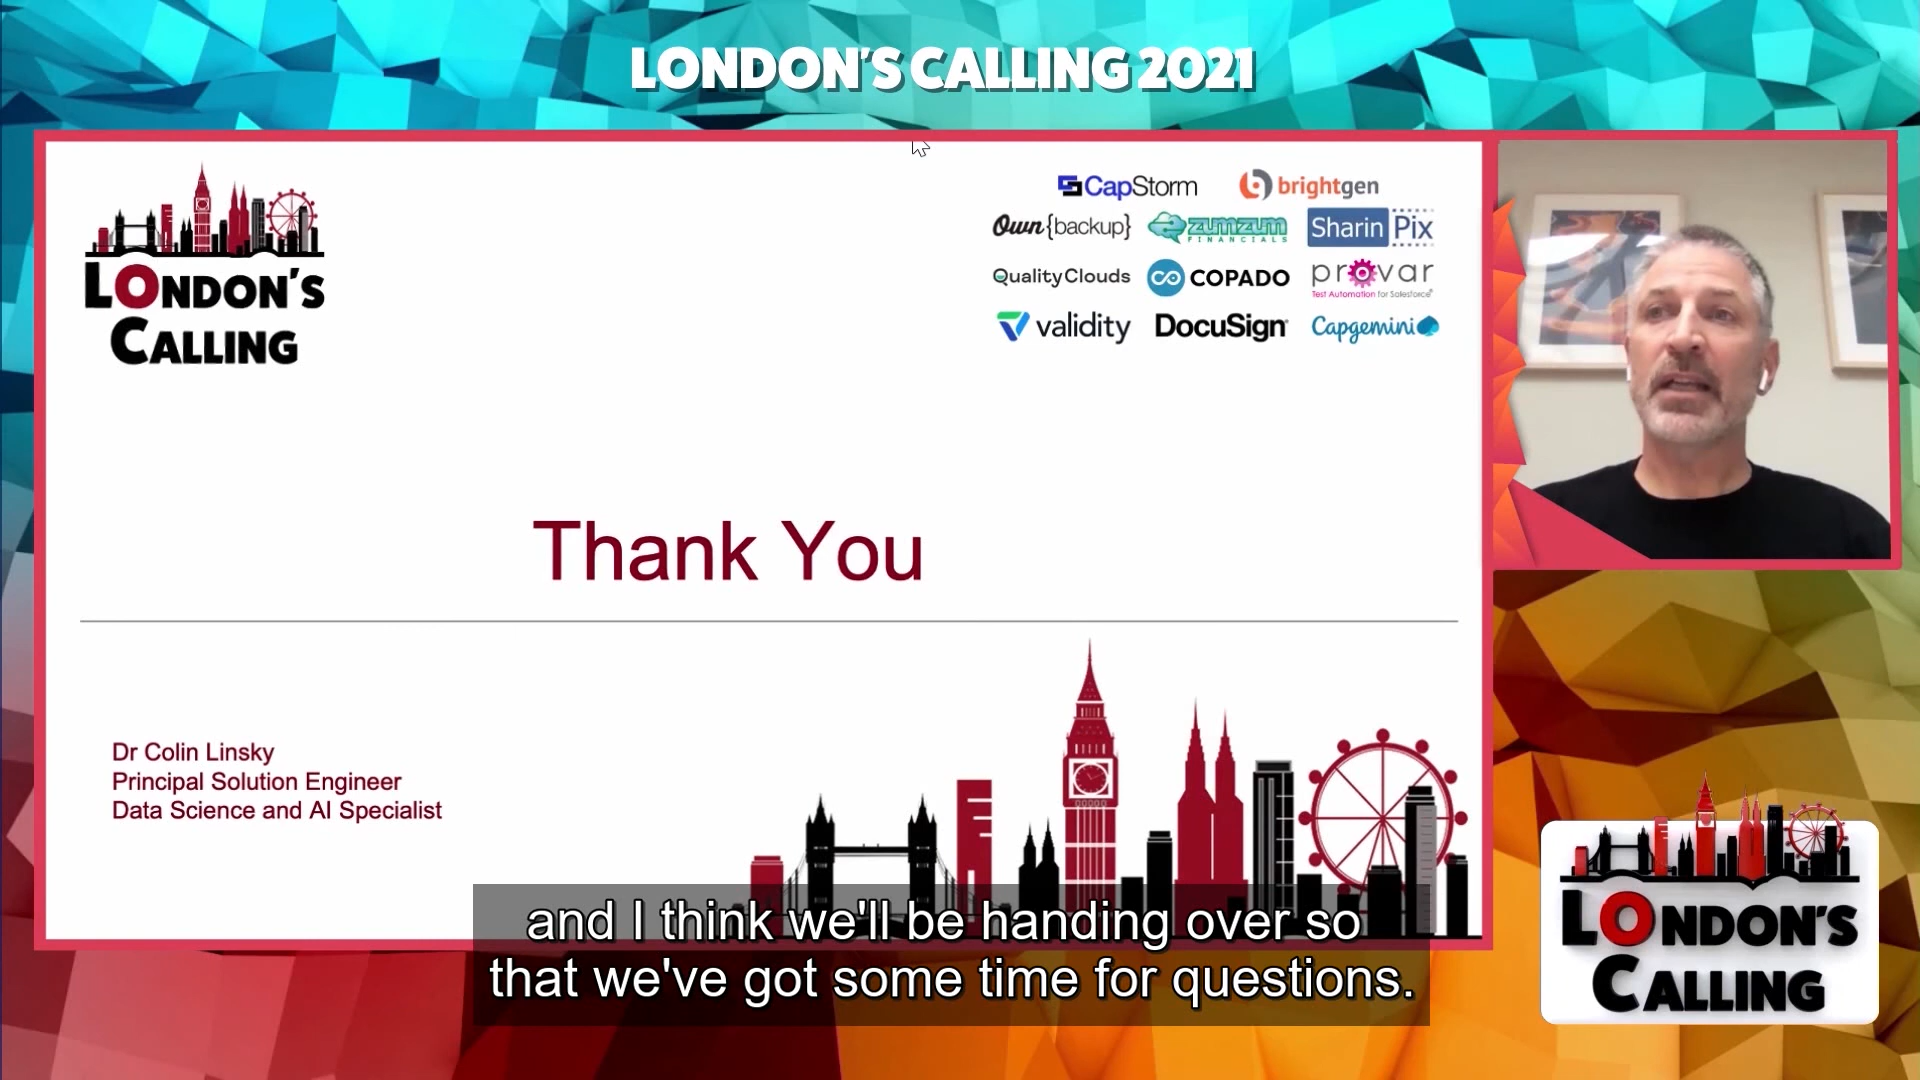 LONDON'S CALLING 2021
LONDON'S
CALLING
CapStorm
brightgen
Own{backup}
ZUMZUM
FINANCIALS
SharinPix
QualityClouds
COPADO
provar
Test Automation for Salesforce®
validity
DocuSign
Capgemini
Thank You
Dr Colin Linsky
Principal Solution Engineer
Data Science and AI Specialist
and I think we'll be handing over so
that we've got some time for questions.
LONDON'S
CALLING